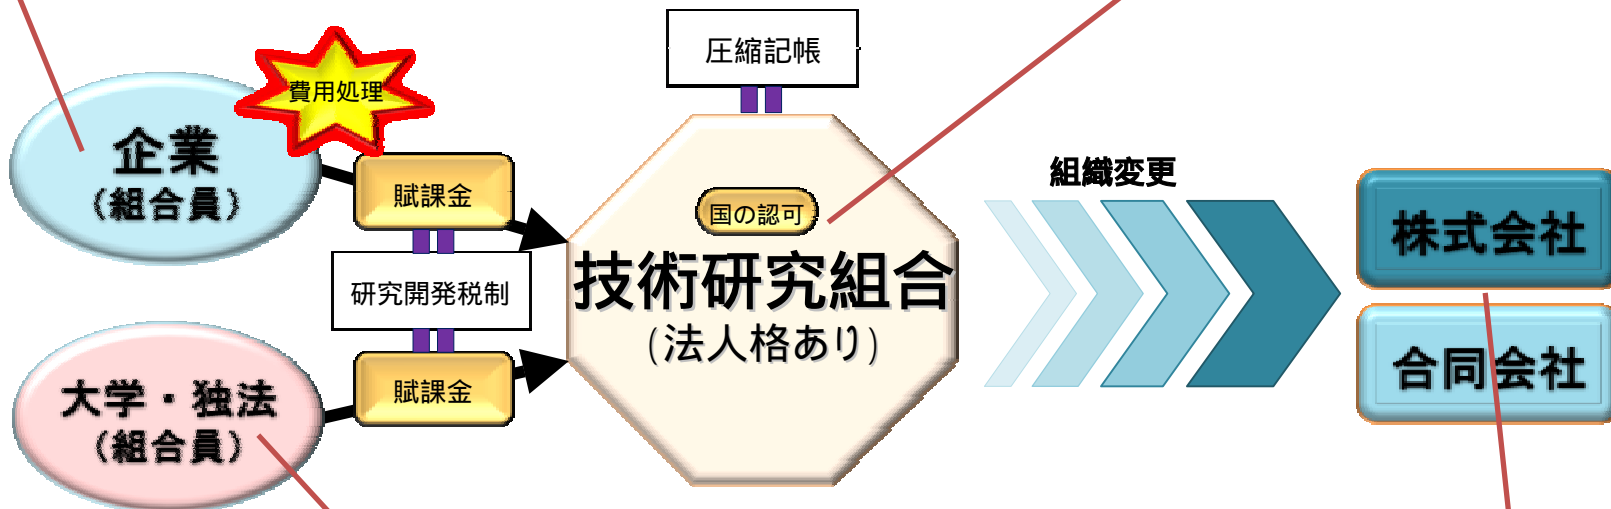 圧縮記帳
費用処理
企業
（組合員）
賦課金
研究開発税制
賦課金
大学・独法
（組合員）
国の認可
技術研究組合
（法人格あり）
組織変更
株式会社
合同会社